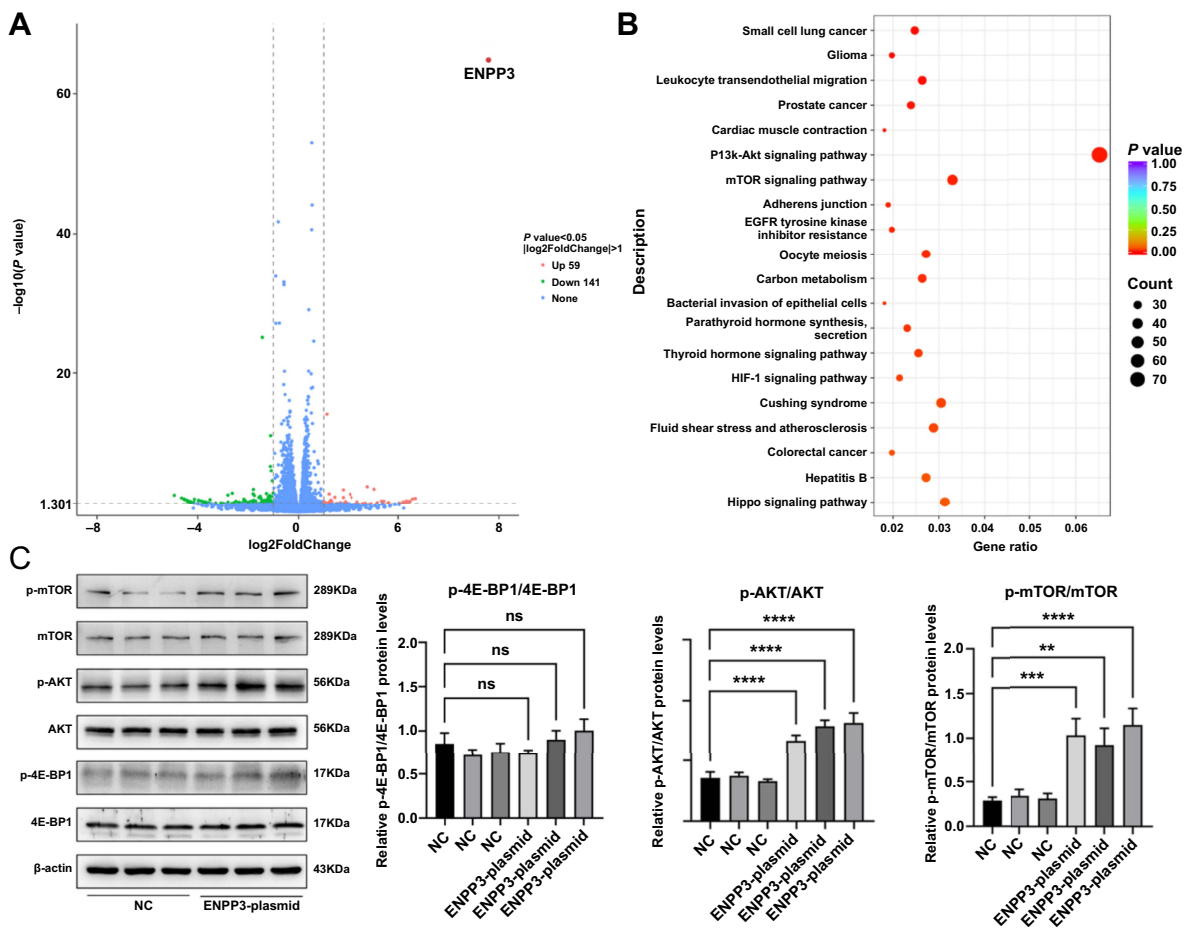 A
60
40
20
1.301
–log10(P value)
ENPP3
–8
–4
0
6
8
log2FoldChange
P value<0.05
|log2FoldChange|>1
Up 59
Down 141
None
B
Description
Small cell lung cancer
Glioma
Leukocyte transendothelial migration
Prostate cancer
Cardiac muscle contraction
P13k-Akt signaling pathway
mTOR signaling pathway
Adherens junction
EGFR tyrosine kinase
inhibitor resistance
Oocyte meiosis
Carbon metabolism
Bacterial invasion of epithelial cells
Parathyroid hormone synthesis,
secretion
Thyroid hormone signaling pathway
HIF-1 signaling pathway
Cushing syndrome
Fluid shear stress and atherosclerosis
Colorectal cancer
Hepatitis B
Hippo signaling pathway
0.02
0.03
0.04
0.05
0.06
Gene ratio
P value
1.00
0.75
0.50
0.25
0.00
Count
30
40
50
60
70
C
p-mTOR
289KDa
mTOR
289KDa
p-AKT
56KDa
AKT
56KDa
p-4E-BP1
17KDa
4E-BP1
17KDa
β-actin
43KDa
NC
ENPP3-plasmid
p-4E-BP1/4E-BP1
Relative p-4E-BP1/4E-BP1 protein levels
2.0
1.5
1.0
0.5
0.0
ns
ns
ns
NC
NC
NC
ENPP3-plasmid
ENPP3-plasmid
ENPP3-plasmid
p-AKT/AKT
Relative p-AKT/AKT protein levels
****
****
****
NC
NC
NC
ENPP3-plasmid
ENPP3-plasmid
ENPP3-plasmid
p-mTOR/mTOR
Relative p-mTOR/mTOR protein levels
2.0
1.5
1.0
0.5
0.0
****
**
***
NC
NC
NC
ENPP3-plasmid
ENPP3-plasmid
ENPP3-plasmid